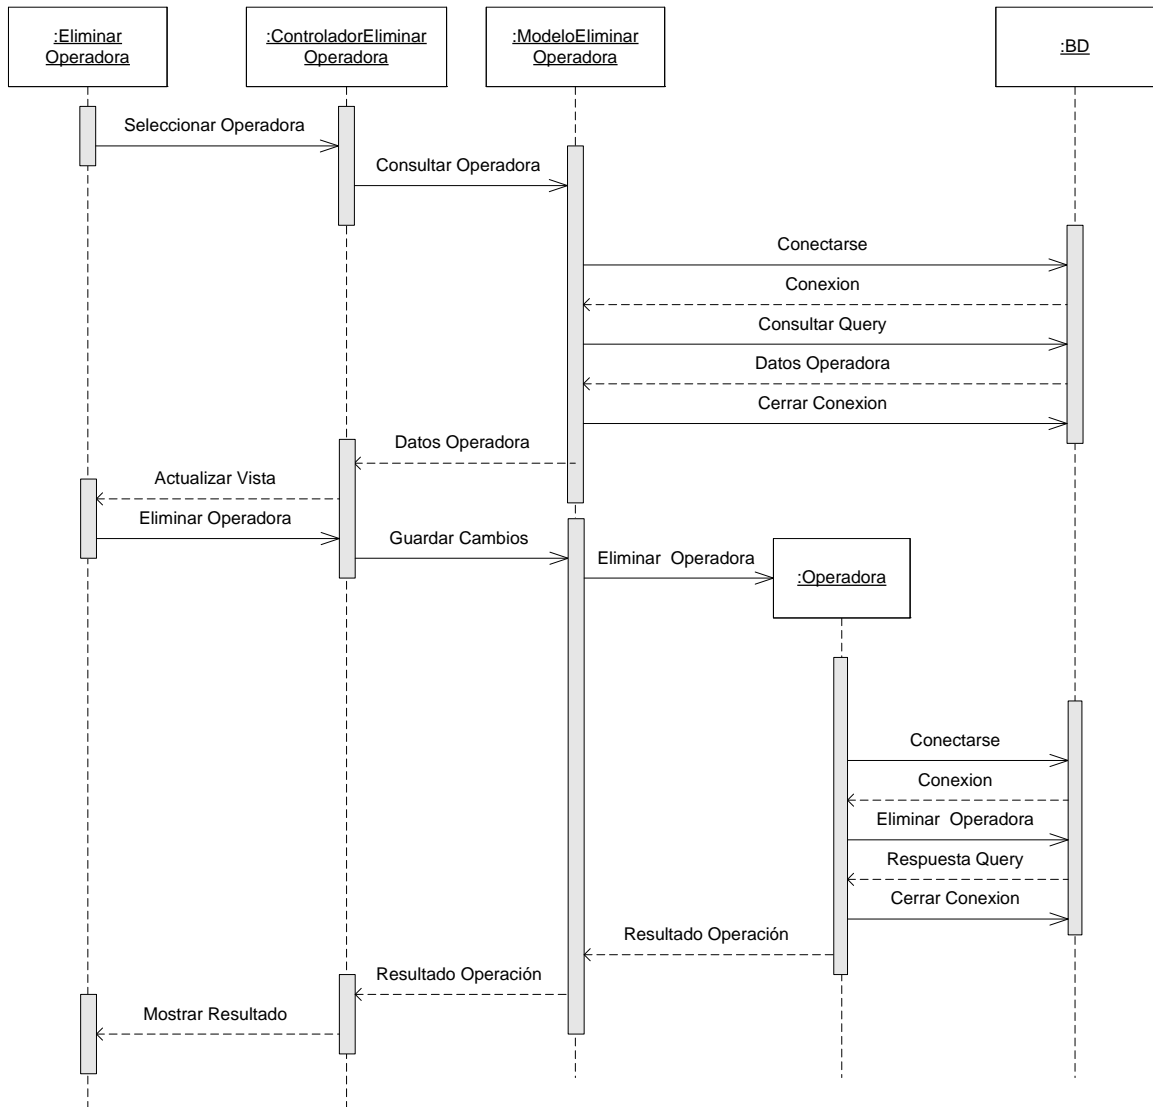 :Eliminar
Operadora
:ControladorEliminar
Operadora
:ModeloEliminar
Operadora
:BD
Seleccionar Operadora
Consultar Operadora
Conectarse
Conexion
Consultar Query
Datos Operadora
Cerrar Conexion
Datos Operadora
Actualizar Vista
Eliminar Operadora
Guardar Cambios
Eliminar  Operadora
:Operadora
Conectarse
Conexion
Eliminar  Operadora
Respuesta Query
Cerrar Conexion
Resultado Operación
Resultado Operación
Mostrar Resultado